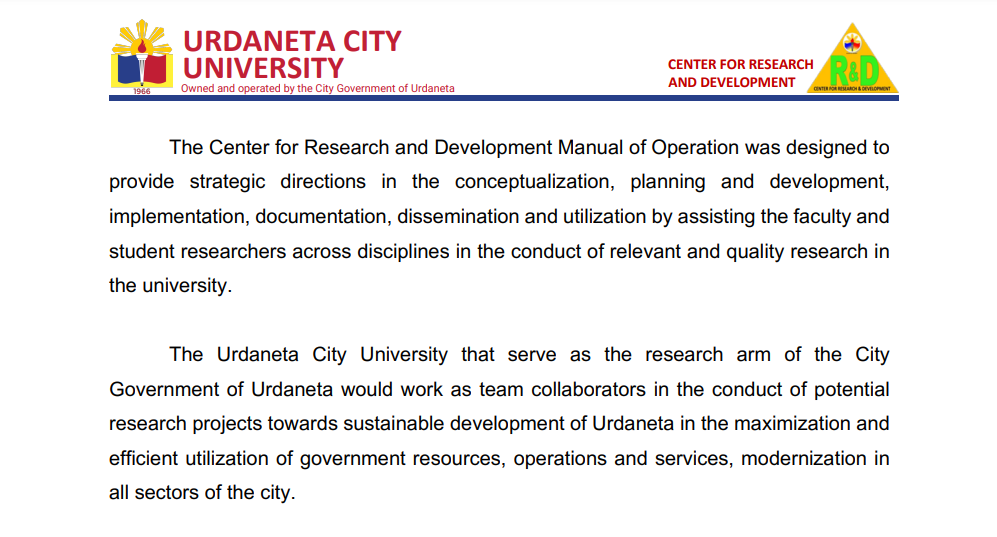 URDANETA CITY
UNIVERSITY
Owned and operated by the City Government of Urdaneta
1966
CENTER FOR RESEARCH
AND DEVELOPMENT
R&D
CENTER FOR RESEARCH & DEVELOPMENT
The Center for Research and Development Manual of Operation was designed to
provide strategic directions in the conceptualization, planning and development,
implementation, documentation, dissemination and utilization by assisting the faculty and
student researchers across disciplines in the conduct of relevant and quality research in
the university.
The Urdaneta City University that serve as the research arm of the City
Government of Urdaneta would work as team collaborators in the conduct of potential
research projects towards sustainable development of Urdaneta in the maximization and
efficient utilization of government resources, operations and services, modernization in
all sectors of the city.